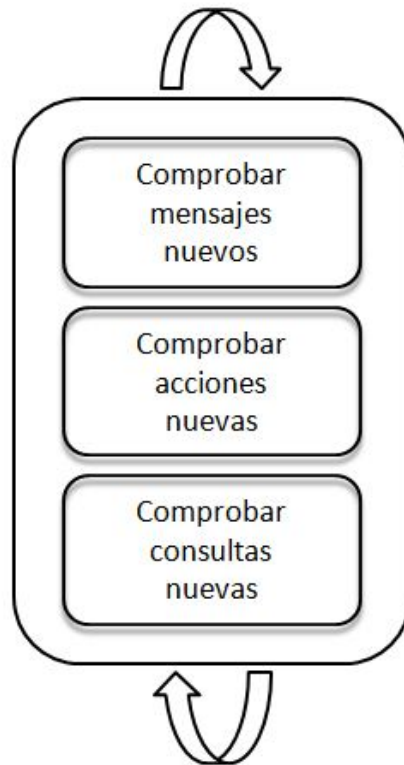 Comprobar
mensajes
nuevos
Comprobar
acciones
nuevas
Comprobar
consultas
nuevas